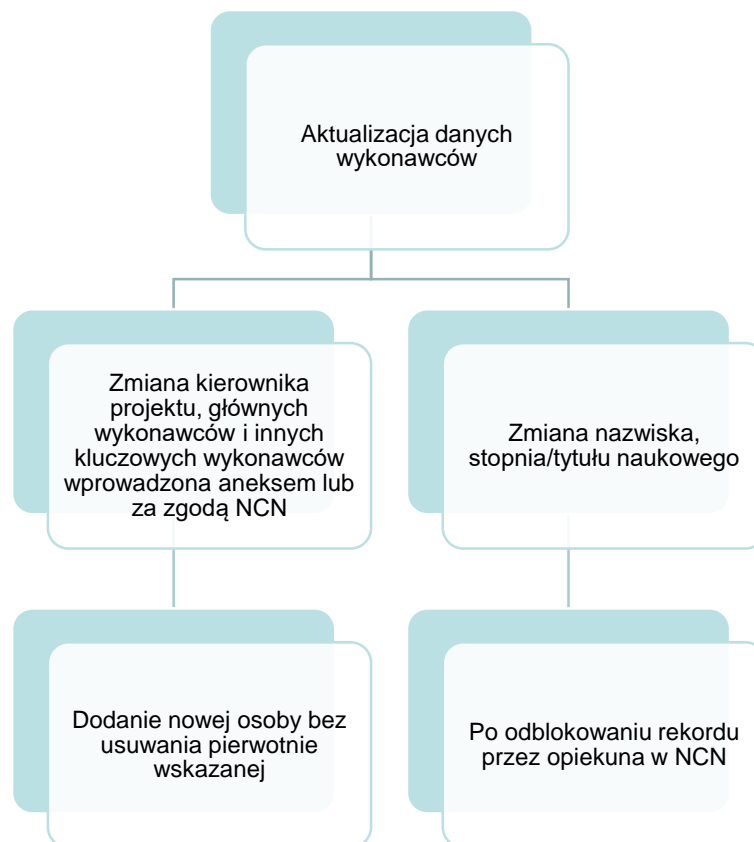 Aktualizacja danych
wykonawców
Zmiana kierownika
projektu, głównych
wykonawców i innych
kluczowych wykonawców
wprowadzona aneksem lub
za zgodą NCN
Zmiana nazwiska,
stopnia/tytułu naukowego
Dodanie nowej osoby bez
usuwania pierwotnie
wskazanej
Po odblokowaniu rekordu
przez opiekuna w NCN